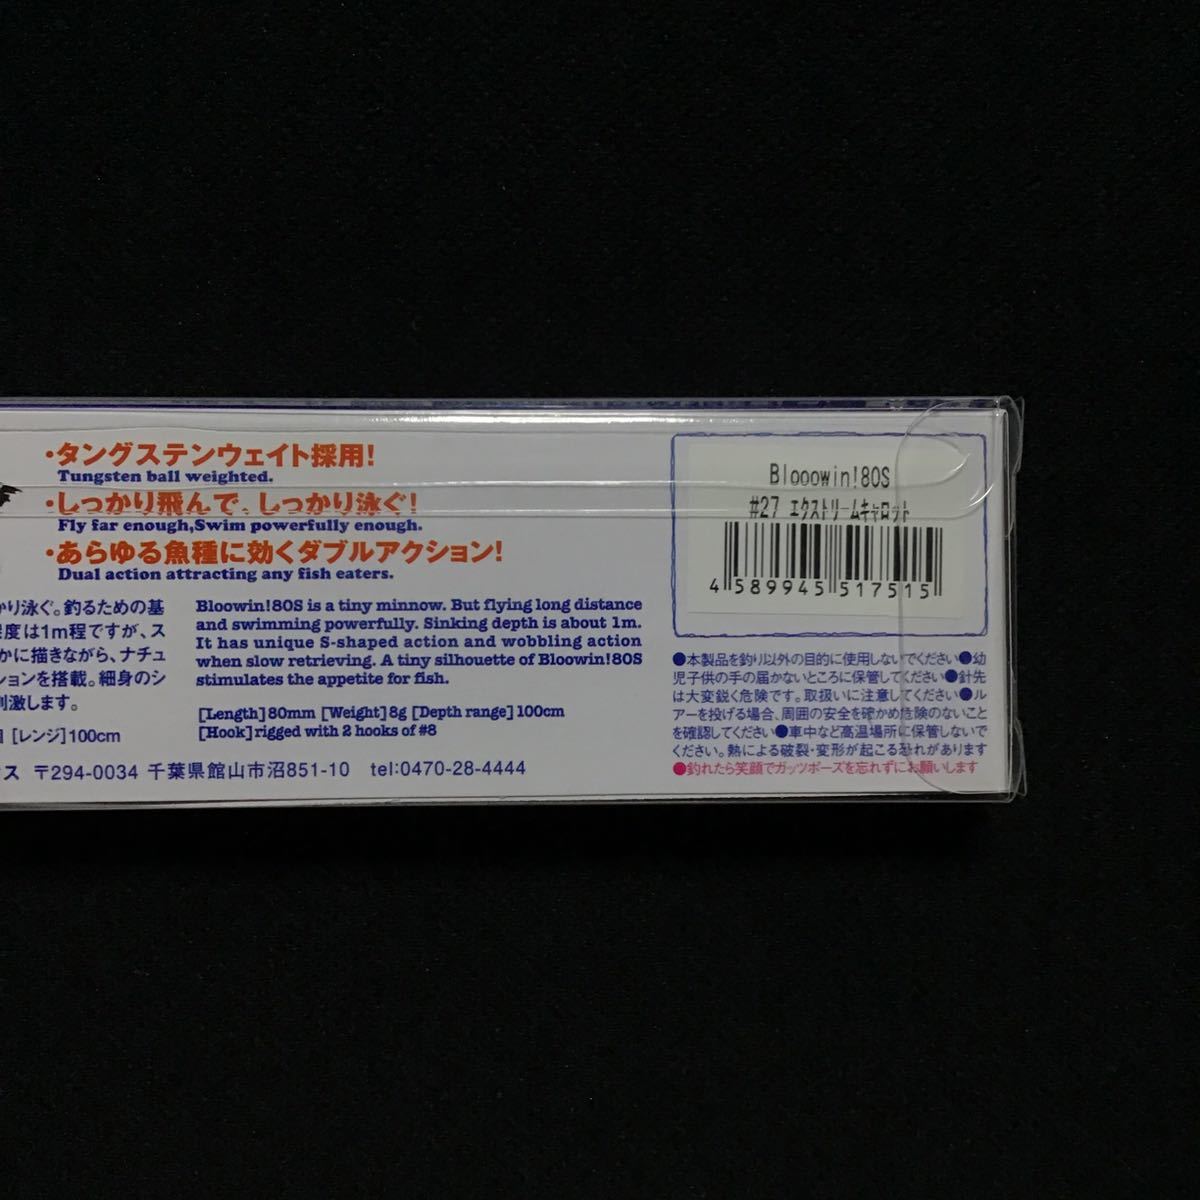 ・タングステンウェイト採用!
Tungsten ball weighted.
・しっかり飛んで、しっかり泳ぐ!
Fly far enough,Swim powerfully enough.
・あらゆる魚種に効くダブルアクション!
Dual action attracting any fish eaters.
かり泳ぐ。釣るための基
深度は1m程ですが、ス
かに描きながら、ナチュ
ションを搭載。細身のシ
刺激します。
[レンジ]100cm
Bloowin!80S is a tiny minnow. But flying long distance
and swimming powerfully. Sinking depth is about 1m.
It has unique S-shaped action and wobbling action
when slow retrieving. A tiny silhouette of Bloowin!80S
stimulates the appetite for fish.
[Length]80mm [Weight]8g [Depth range]100cm
[Hook]rigged with 2 hooks of #8
クス 〒294-0034 千葉県館山市沼851-10 tel:0470-28-4444
Blooowin!80S
#27 エクストリームキャロット
4 589945 517515
●本製品を釣り以外の目的に使用しないでください●幼
児子供の手の届かないところに保管してください●針先
は大変鋭く危険です。取扱いに注意してください●ル
アーを投げる場合、周囲の安全を確かめ危険のないこと
を確認してください●車中など高温場所に保管しないで
ください。熱による破裂・変形が起こる恐れがあります
●釣れたら笑顔でガッツポーズを忘れずにお願いします